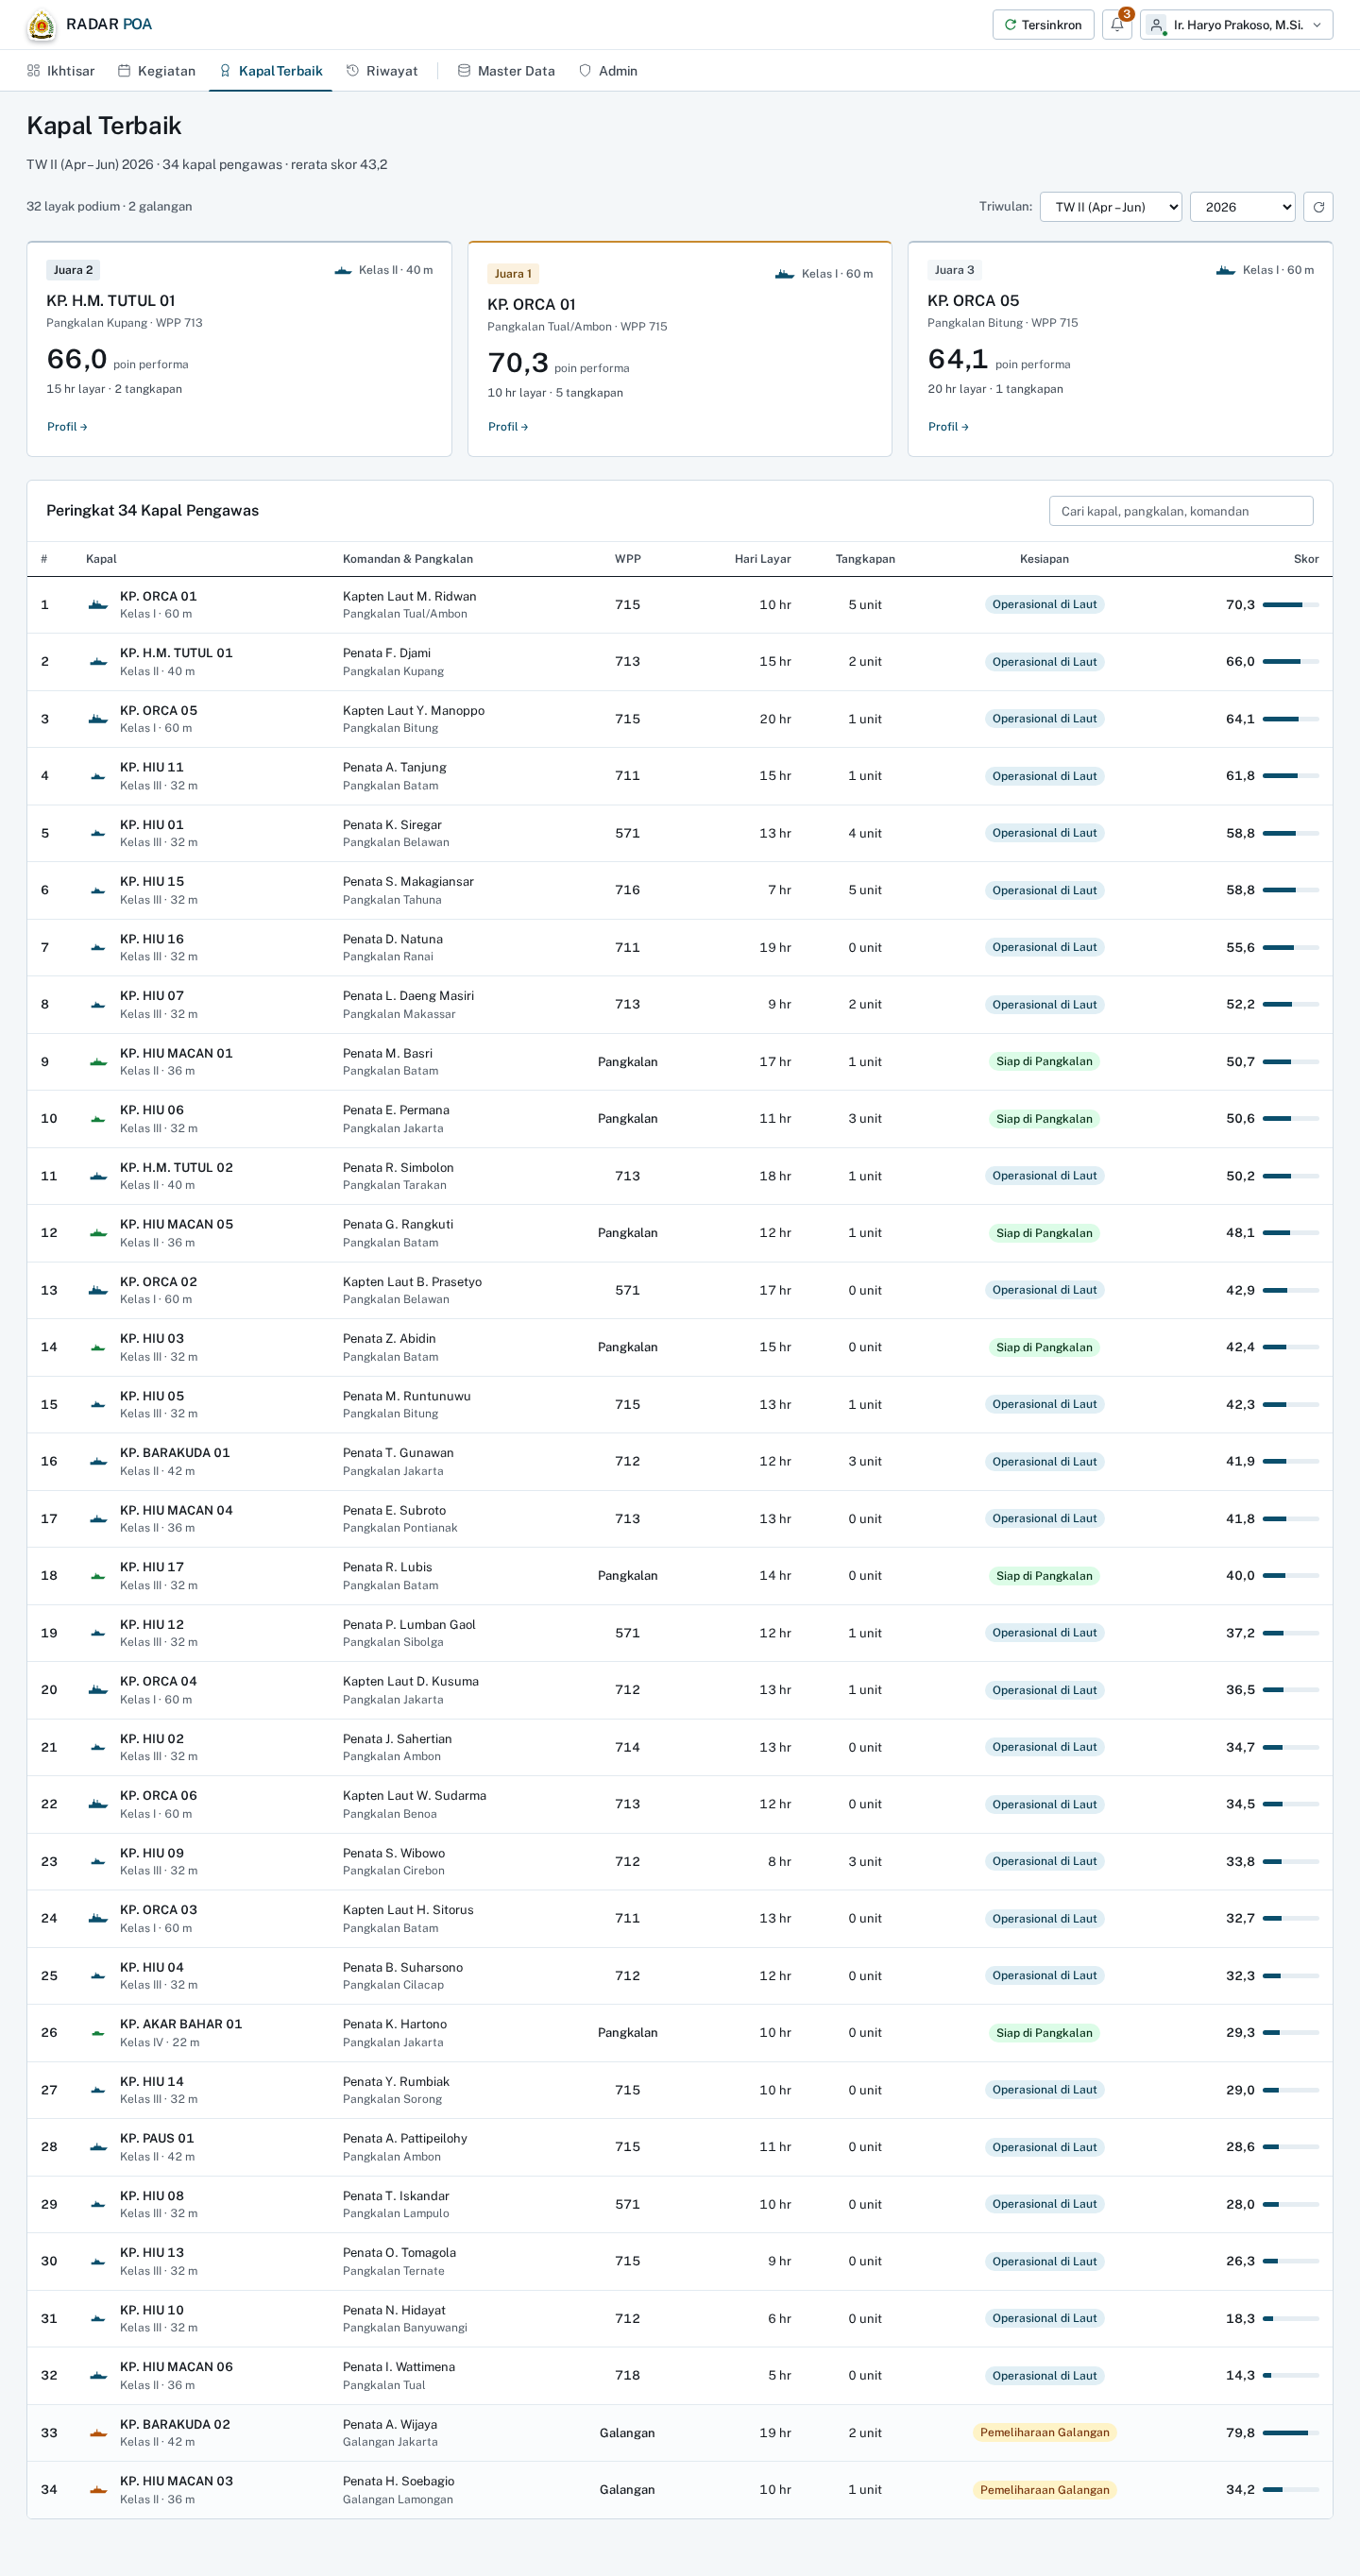 RADAR POA
Tersinkron
3
Ir. Haryo Prakoso, M.Si.
Ikhtisar
Kegiatan
Kapal Terbaik
Riwayat
Master Data
Admin
Kapal Terbaik
TW II (Apr–Jun) 2026 · 34 kapal pengawas · rerata skor 43,2
32 layak podium · 2 galangan
Triwulan:
TW II (Apr–Jun)
2026
Juara 2
Kelas II · 40 m
KP. H.M. TUTUL 01
Pangkalan Kupang · WPP 713
66,0 poin performa
15 hr layar · 2 tangkapan
Profil →
Juara 1
Kelas I · 60 m
KP. ORCA 01
Pangkalan Tual/Ambon · WPP 715
70,3 poin performa
10 hr layar · 5 tangkapan
Profil →
Juara 3
Kelas I · 60 m
KP. ORCA 05
Pangkalan Bitung · WPP 715
64,1 poin performa
20 hr layar · 1 tangkapan
Profil →
Peringkat 34 Kapal Pengawas
Cari kapal, pangkalan, komandan
# Kapal Komandan & Pangkalan WPP Hari Layar Tangkapan Kesiapan Skor
1 KP. ORCA 01 Kapten Laut M. Ridwan 715 10 hr 5 unit Operasional di Laut 70,3
Kelas I · 60 m Pangkalan Tual/Ambon
2 KP. H.M. TUTUL 01 Penata F. Djami 713 15 hr 2 unit Operasional di Laut 66,0
Kelas II · 40 m Pangkalan Kupang
3 KP. ORCA 05 Kapten Laut Y. Manoppo 715 20 hr 1 unit Operasional di Laut 64,1
Kelas I · 60 m Pangkalan Bitung
4 KP. HIU 11 Penata A. Tanjung 711 15 hr 1 unit Operasional di Laut 61,8
Kelas III · 32 m Pangkalan Batam
5 KP. HIU 01 Penata K. Siregar 571 13 hr 4 unit Operasional di Laut 58,8
Kelas III · 32 m Pangkalan Belawan
6 KP. HIU 15 Penata S. Makagiansar 716 7 hr 5 unit Operasional di Laut 58,8
Kelas III · 32 m Pangkalan Tahuna
7 KP. HIU 16 Penata D. Natuna 711 19 hr 0 unit Operasional di Laut 55,6
Kelas III · 32 m Pangkalan Ranai
8 KP. HIU 07 Penata L. Daeng Masiri 713 9 hr 2 unit Operasional di Laut 52,2
Kelas III · 32 m Pangkalan Makassar
9 KP. HIU MACAN 01 Penata M. Basri Pangkalan 17 hr 1 unit Siap di Pangkalan 50,7
Kelas II · 36 m Pangkalan Batam
10 KP. HIU 06 Penata E. Permana Pangkalan 11 hr 3 unit Siap di Pangkalan 50,6
Kelas III · 32 m Pangkalan Jakarta
11 KP. H.M. TUTUL 02 Penata R. Simbolon 713 18 hr 1 unit Operasional di Laut 50,2
Kelas II · 40 m Pangkalan Tarakan
12 KP. HIU MACAN 05 Penata G. Rangkuti Pangkalan 12 hr 1 unit Siap di Pangkalan 48,1
Kelas II · 36 m Pangkalan Batam
13 KP. ORCA 02 Kapten Laut B. Prasetyo 571 17 hr 0 unit Operasional di Laut 42,9
Kelas I · 60 m Pangkalan Belawan
14 KP. HIU 03 Penata Z. Abidin Pangkalan 15 hr 0 unit Siap di Pangkalan 42,4
Kelas III · 32 m Pangkalan Batam
15 KP. HIU 05 Penata M. Runtunuwu 715 13 hr 1 unit Operasional di Laut 42,3
Kelas III · 32 m Pangkalan Bitung
16 KP. BARAKUDA 01 Penata T. Gunawan 712 12 hr 3 unit Operasional di Laut 41,9
Kelas II · 42 m Pangkalan Jakarta
17 KP. HIU MACAN 04 Penata E. Subroto 713 13 hr 0 unit Operasional di Laut 41,8
Kelas II · 36 m Pangkalan Pontianak
18 KP. HIU 17 Penata R. Lubis Pangkalan 14 hr 0 unit Siap di Pangkalan 40,0
Kelas III · 32 m Pangkalan Batam
19 KP. HIU 12 Penata P. Lumban Gaol 571 12 hr 1 unit Operasional di Laut 37,2
Kelas III · 32 m Pangkalan Sibolga
20 KP. ORCA 04 Kapten Laut D. Kusuma 712 13 hr 1 unit Operasional di Laut 36,5
Kelas I · 60 m Pangkalan Jakarta
21 KP. HIU 02 Penata J. Sahertian 714 13 hr 0 unit Operasional di Laut 34,7
Kelas III · 32 m Pangkalan Ambon
22 KP. ORCA 06 Kapten Laut W. Sudarma 713 12 hr 0 unit Operasional di Laut 34,5
Kelas I · 60 m Pangkalan Benoa
23 KP. HIU 09 Penata S. Wibowo 712 8 hr 3 unit Operasional di Laut 33,8
Kelas III · 32 m Pangkalan Cirebon
24 KP. ORCA 03 Kapten Laut H. Sitorus 711 13 hr 0 unit Operasional di Laut 32,7
Kelas I · 60 m Pangkalan Batam
25 KP. HIU 04 Penata B. Suharsono 712 12 hr 0 unit Operasional di Laut 32,3
Kelas III · 32 m Pangkalan Cilacap
26 KP. AKAR BAHAR 01 Penata K. Hartono Pangkalan 10 hr 0 unit Siap di Pangkalan 29,3
Kelas IV · 22 m Pangkalan Jakarta
27 KP. HIU 14 Penata Y. Rumbiak 715 10 hr 0 unit Operasional di Laut 29,0
Kelas III · 32 m Pangkalan Sorong
28 KP. PAUS 01 Penata A. Pattipeilohy 715 11 hr 0 unit Operasional di Laut 28,6
Kelas II · 42 m Pangkalan Ambon
29 KP. HIU 08 Penata T. Iskandar 571 10 hr 0 unit Operasional di Laut 28,0
Kelas III · 32 m Pangkalan Lampulo
30 KP. HIU 13 Penata O. Tomagola 715 9 hr 0 unit Operasional di Laut 26,3
Kelas III · 32 m Pangkalan Ternate
31 KP. HIU 10 Penata N. Hidayat 712 6 hr 0 unit Operasional di Laut 18,3
Kelas III · 32 m Pangkalan Banyuwangi
32 KP. HIU MACAN 06 Penata I. Wattimena 718 5 hr 0 unit Operasional di Laut 14,3
Kelas II · 36 m Pangkalan Tual
33 KP. BARAKUDA 02 Penata A. Wijaya Galangan 19 hr 2 unit Pemeliharaan Galangan 79,8
Kelas II · 42 m Galangan Jakarta
34 KP. HIU MACAN 03 Penata H. Soebagio Galangan 10 hr 1 unit Pemeliharaan Galangan 34,2
Kelas II · 36 m Galangan Lamongan